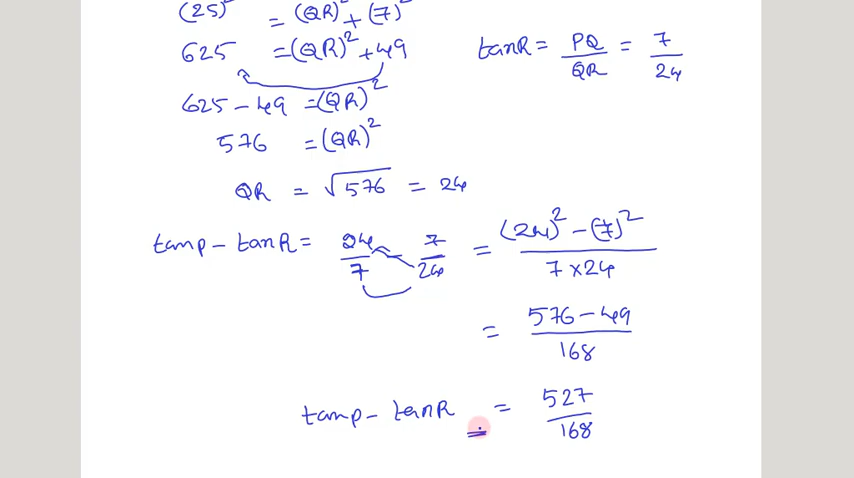 (25)² = (QR)² + (7)²
625 = (QR)² + 49
tanR = PQ/QR = 7/24
625 – 49 = (QR)²
576 = (QR)²
QR = √576 = 24
tanp – tanR = 24/7 – 7/24 = (24)² – (7)² / 7 × 24
= 576 – 49 / 168
tanp – tanR = 527/168